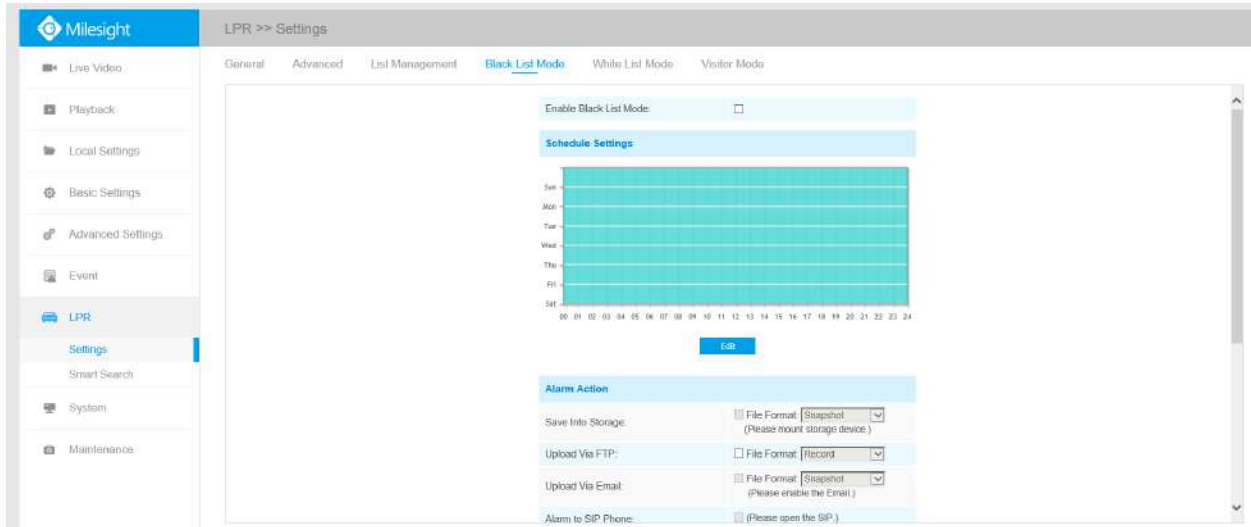 Milesight
LPR >> Settings
Live Video
Playback
Local Settings
Basic Settings
Advanced Settings
Event
LPR
Settings
Smart Search
System
Maintenance
General Advanced List Management Black List Mode White List Mode Visitor Mode
Enable Black List Mode:
Schedule Settings
Sun
Mon
Tue
Wed
Thu
Fri
Sat
00 01 02 03 04 05 06 07 08 09 10 11 12 13 14 15 16 17 18 19 20 21 22 23 24
Edit
Alarm Action
Save Into Storage: File Format: Snapshot
(Please mount storage device.)
Upload Via FTP: File Format: Record
Upload Via Email: File Format: Snapshot
(Please enable the Email.)
Alarm to SIP Phone: (Please open the SIP.)